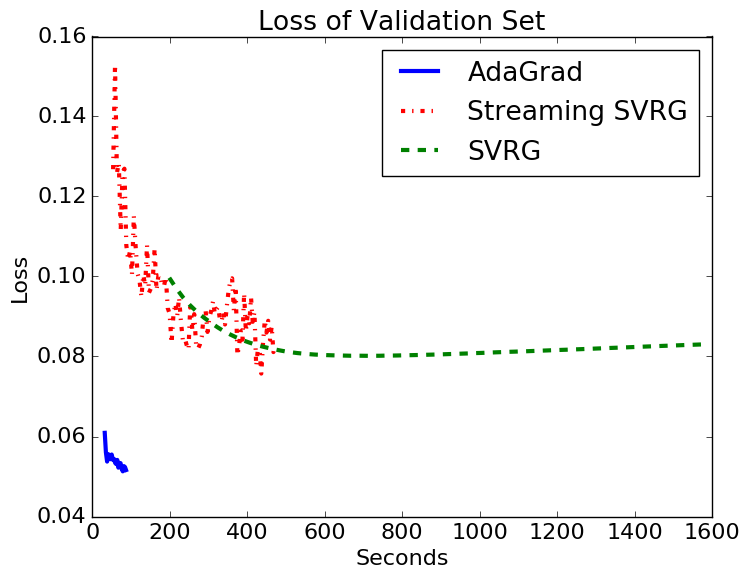 Loss of Validation Set
AdaGrad
Streaming SVRG
SVRG
Loss
0.16
0.14
0.12
0.10
0.08
0.06
0.04
0 200 400 600 800 1000 1200 1400 1600
Seconds